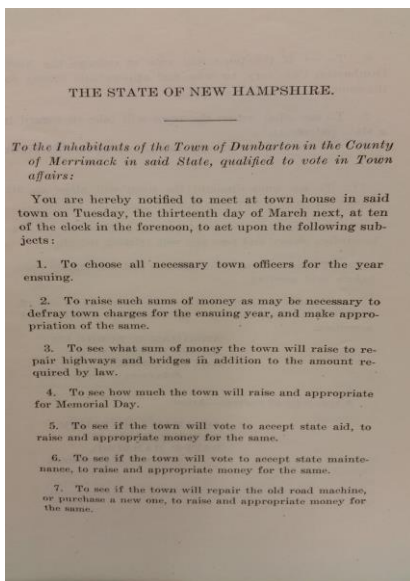 THE STATE OF NEW HAMPSHIRE.
To the Inhabitants of the Town of Dunbarton in the County
of Merrimack in said State, qualified to vote in Town
affairs:
You are hereby notified to meet at town house in said
town on Tuesday, the thirteenth day of March next, at ten
of the clock in the forenoon, to act upon the following sub-
jects:
1. To choose all necessary town officers for the year
ensuing.
2. To raise such sums of money as may be necessary to
defray town charges for the ensuing year, and make appro-
priation of the same.
3. To see what sum of money the town will raise to re-
pair highways and bridges in addition to the amount re-
quired by law.
4. To see how much the town will raise and appropriate
for Memorial Day.
5. To see if the town will vote to accept state aid, to
raise and appropriate money for the same.
6. To see if the town will vote to accept state mainte-
nance, to raise and appropriate money for the same.
7. To see if the town will repair the old road machine,
or purchase a new one, to raise and appropriate money for
the same.